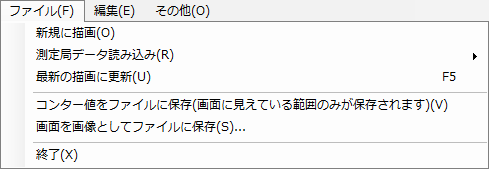 ファイル(F) 編集(E) その他(O)
新規に描画(O)
測定局データ読み込み(R)
最新の描画に更新(U) F5
コンター値をファイルに保存(画面に見えている範囲のみが保存されます)(V)
画面を画像としてファイルに保存(S)...
終了(X)